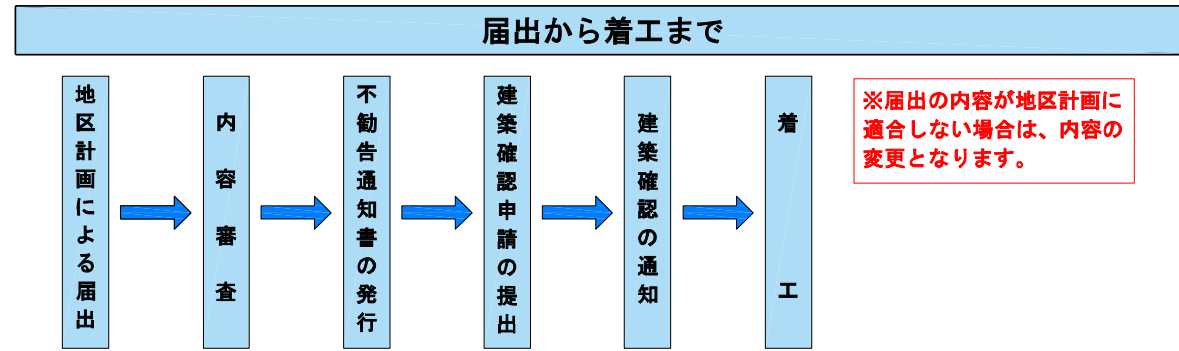 届出から着工まで
地区計画による届出
内容審査
不勧告通知書の発行
建築確認申請の提出
建築確認の通知
着工
※届出の内容が地区計画に
適合しない場合は、内容の
変更となります。